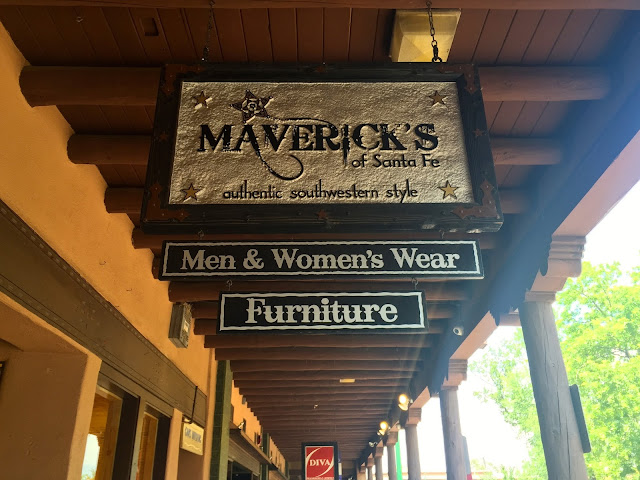 MAVERICK'S
of Santa Fe
authentic southwestern style
Men & Women's Wear
Furniture
DIVA